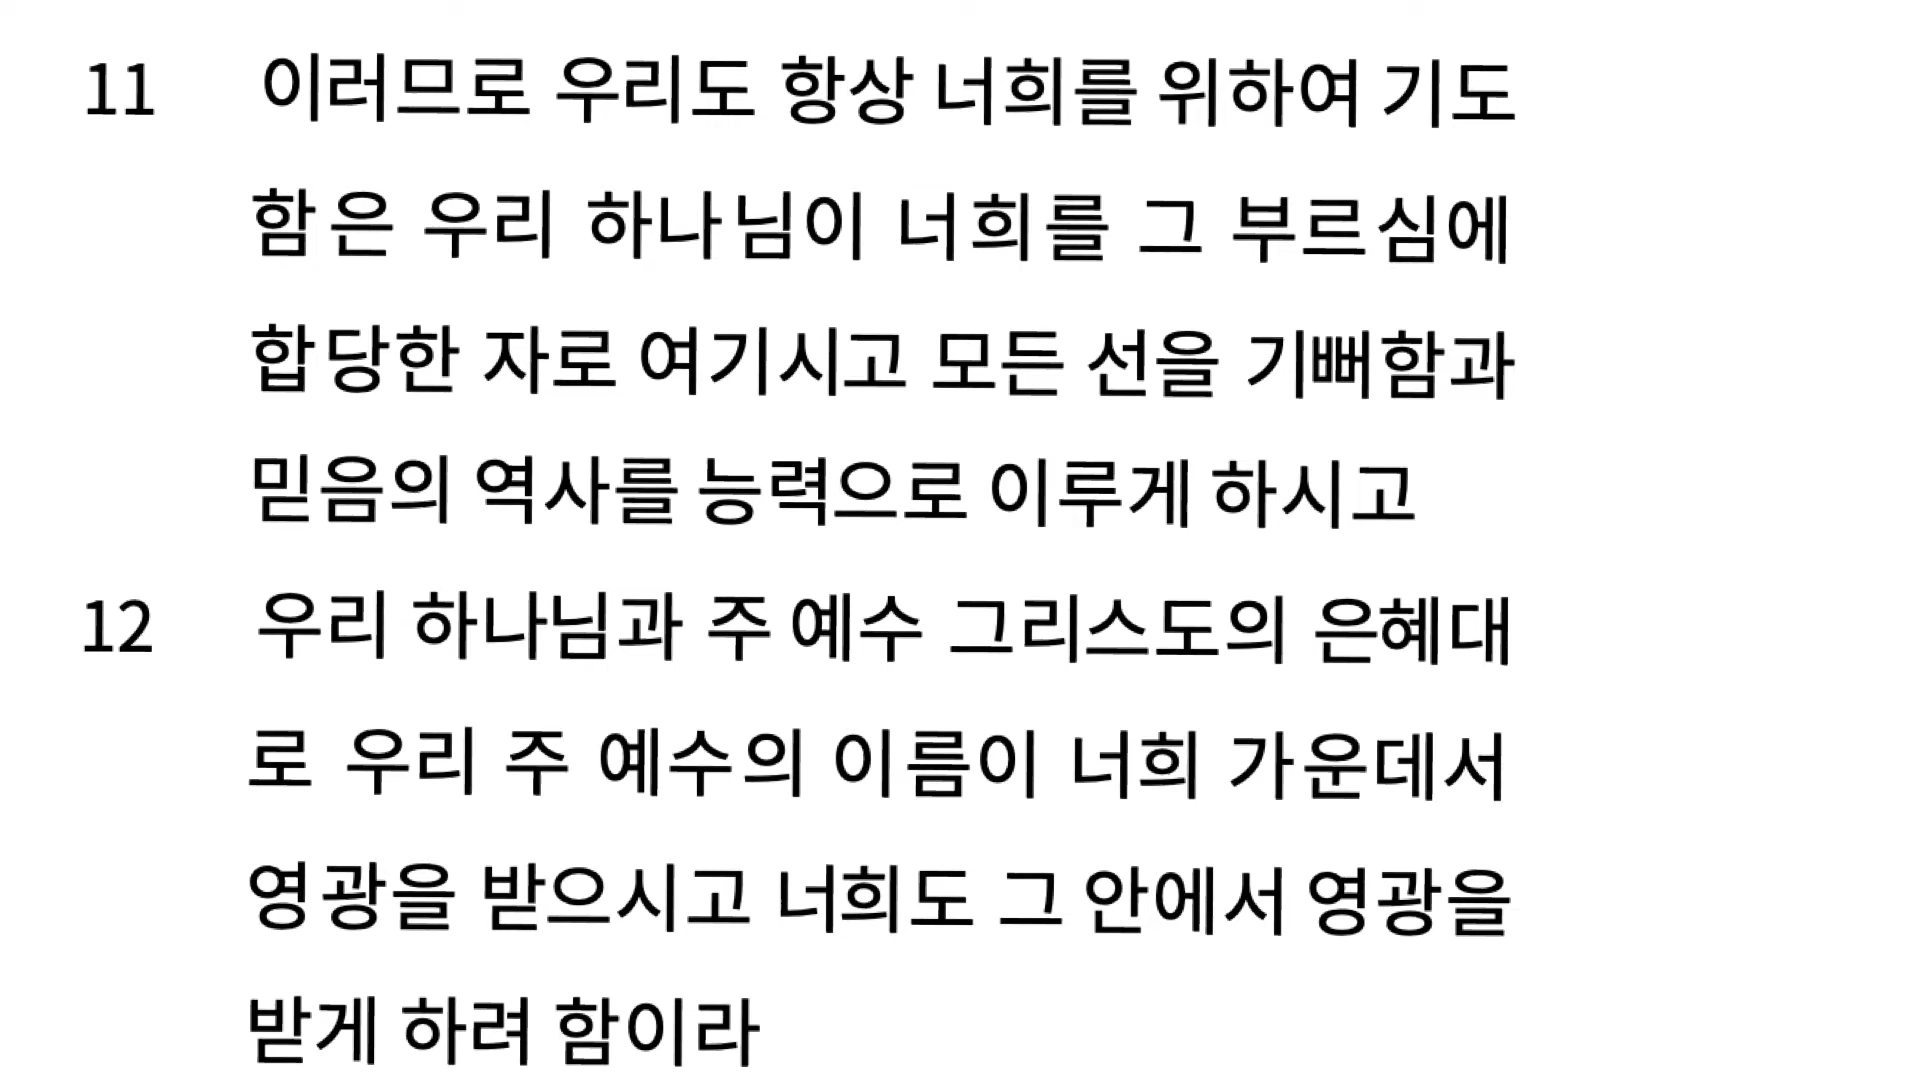 11 이러므로 우리도 항상 너희를 위하여 기도
함은 우리 하나님이 너희를 그 부르심에
합당한 자로 여기시고 모든 선을 기뻐함과
믿음의 역사를 능력으로 이루게 하시고
12 우리 하나님과 주 예수 그리스도의 은혜대
로 우리 주 예수의 이름이 너희 가운데서
영광을 받으시고 너희도 그 안에서 영광을
받게 하려 함이라